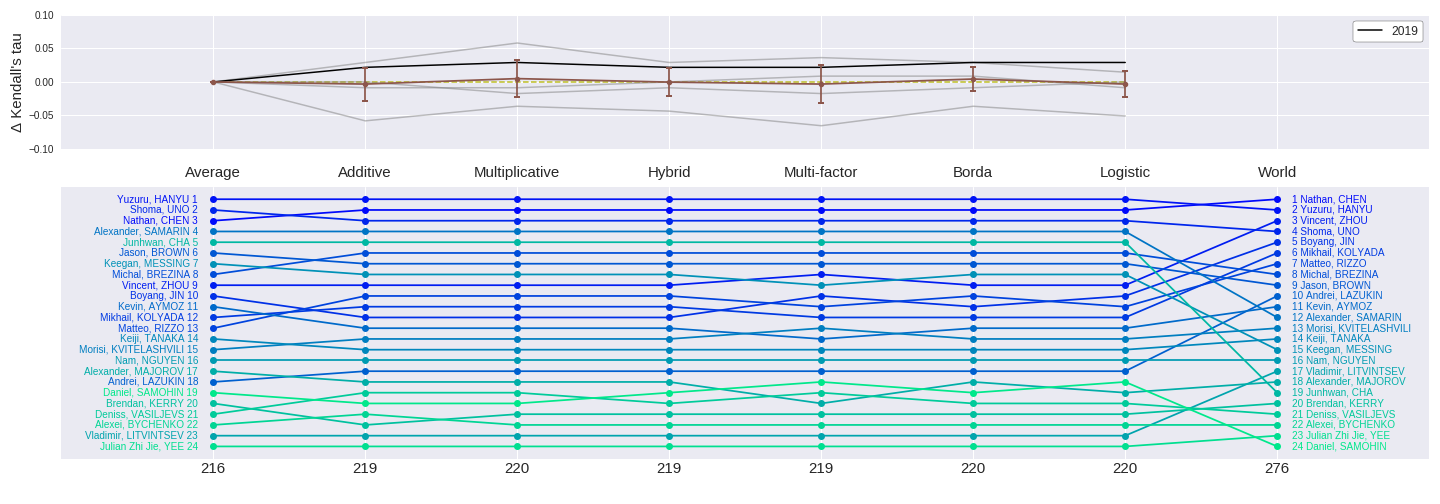 0.10
0.05
0.00
−0.05
−0.10
Δ Kendall's tau
2019
Average Additive Multiplicative Hybrid Multi-factor Borda Logistic World
Yuzuru, HANYU 1
Shoma, UNO 2
Nathan, CHEN 3
Alexander, SAMARIN 4
Junhwan, CHA 5
Jason, BROWN 6
Keegan, MESSING 7
Michal, BREZINA 8
Vincent, ZHOU 9
Boyang, JIN 10
Kevin, AYMOZ 11
Mikhail, KOLYADA 12
Matteo, RIZZO 13
Keiji, TANAKA 14
Morisi, KVITELASHVILI 15
Nam, NGUYEN 16
Alexander, MAJOROV 17
Andrei, LAZUKIN 18
Daniel, SAMOHIN 19
Brendan, KERRY 20
Deniss, VASILJEVS 21
Alexei, BYCHENKO 22
Vladimir, LITVINTSEV 23
Julian Zhi Jie, YEE 24
1 Nathan, CHEN
2 Yuzuru, HANYU
3 Vincent, ZHOU
4 Shoma, UNO
5 Boyang, JIN
6 Mikhail, KOLYADA
7 Matteo, RIZZO
8 Michal, BREZINA
9 Jason, BROWN
10 Andrei, LAZUKIN
11 Kevin, AYMOZ
12 Alexander, SAMARIN
13 Morisi, KVITELASHVILI
14 Keiji, TANAKA
15 Keegan, MESSING
16 Nam, NGUYEN
17 Vladimir, LITVINTSEV
18 Alexander, MAJOROV
19 Junhwan, CHA
20 Brendan, KERRY
21 Deniss, VASILJEVS
22 Alexei, BYCHENKO
23 Julian Zhi Jie, YEE
24 Daniel, SAMOHIN
216 219 220 219 219 220 220 276